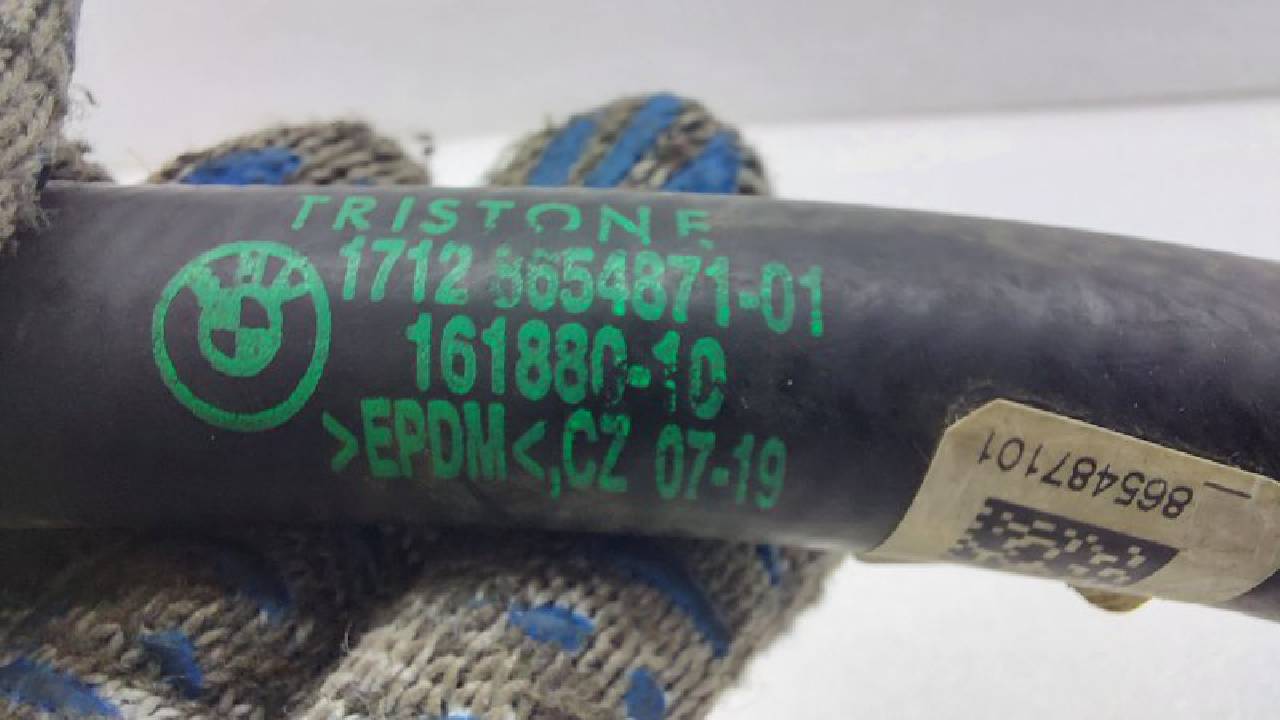 TRISTONE
1712 8654871-01
161880-10
>EPDM<,CZ 07-19
865487101